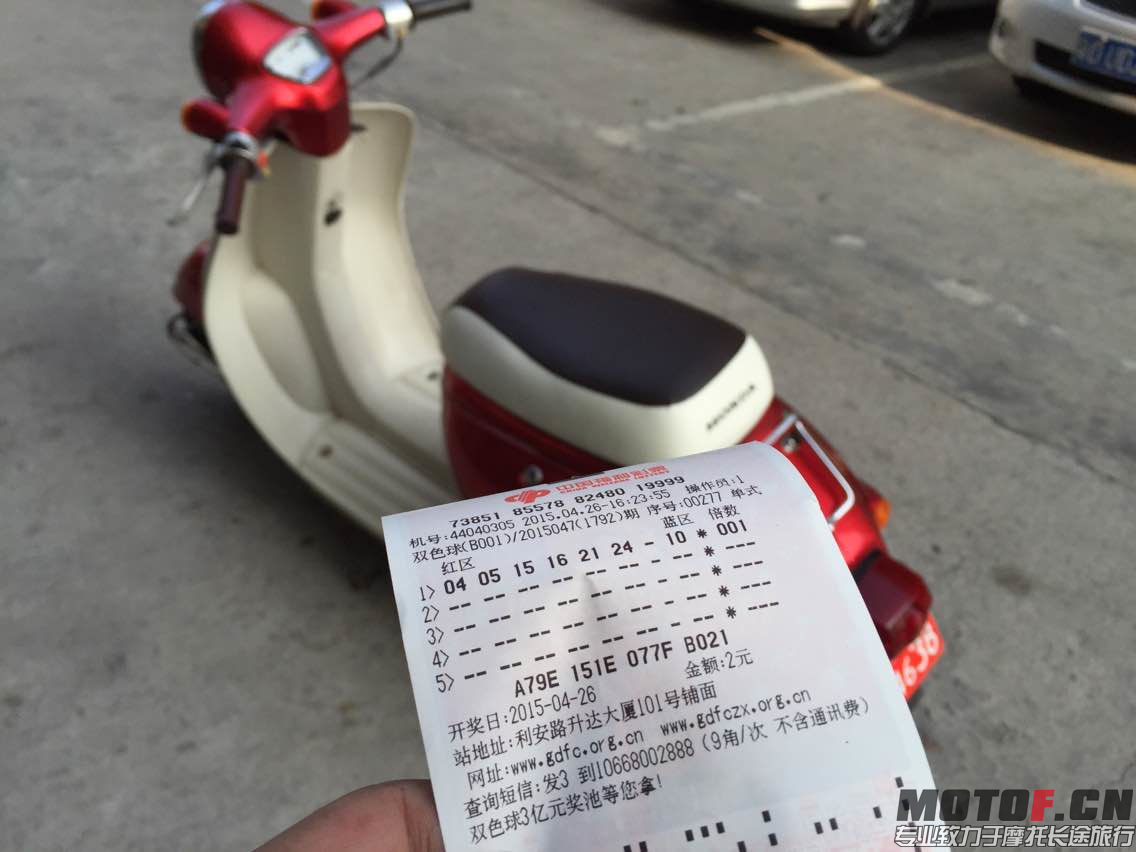 中国福利彩票
CHINA WELFARE LOTTERY
73851 85578 82480 19999
机号:44040305 2015.04.26-16:23:55 操作员:1
双色球(B001)/2015047(1792)期 序号:00277 单式
红区 蓝区 倍数
1> 04 05 15 16 21 24 - 10 * 001
2> -- -- -- -- -- -- - -- * ---
3> -- -- -- -- -- -- - -- * ---
4> -- -- -- -- -- -- - -- * ---
5> -- -- -- -- -- -- - -- * ---
A79E 151E 077F B021
开奖日:2015-04-26 金额:2元
站地址:利安路升达大厦101号铺面
网址:www.gdfc.org.cn www.gdfczx.org.cn
查询短信:发3 到10668002888(9角/次 不含通讯费)
双色球3亿元奖池等您拿!
MOTOF.CN
专业致力于摩托长途旅行